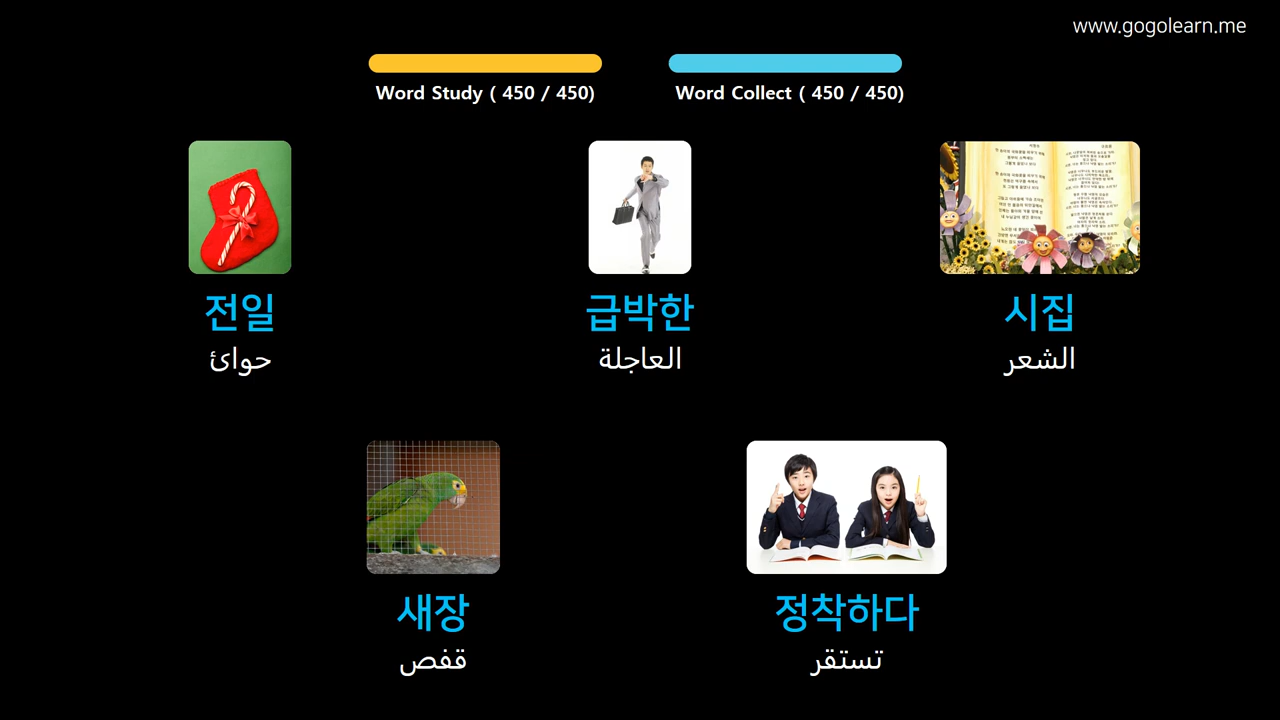 www.gogolearn.me
Word Study ( 450 / 450)
Word Collect ( 450 / 450)
전일
급박한
시집
حوائ
العاجلة
الشعر
새장
정착하다
قفص
تستقر